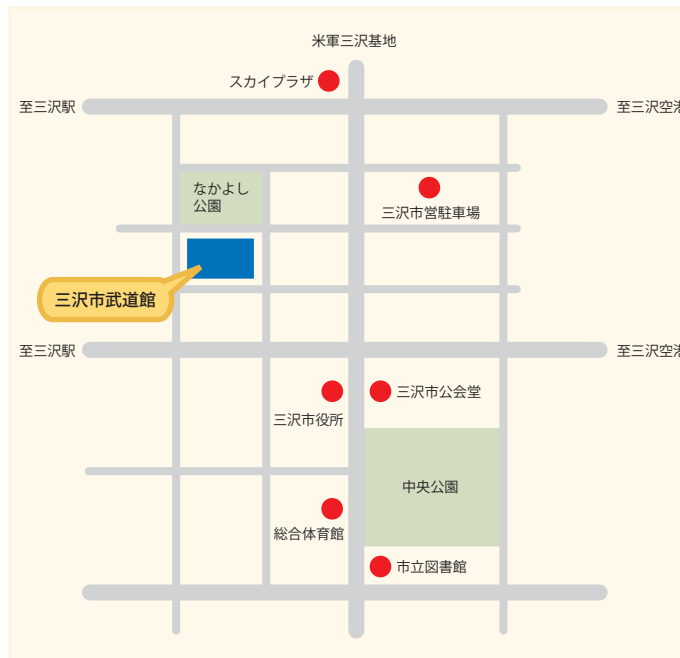 米軍三沢基地
スカイプラザ
至三沢駅
至三沢空港
なかよし
公園
三沢市営駐車場
三沢市武道館
至三沢駅
至三沢空港
三沢市公会堂
三沢市役所
中央公園
総合体育館
市立図書館